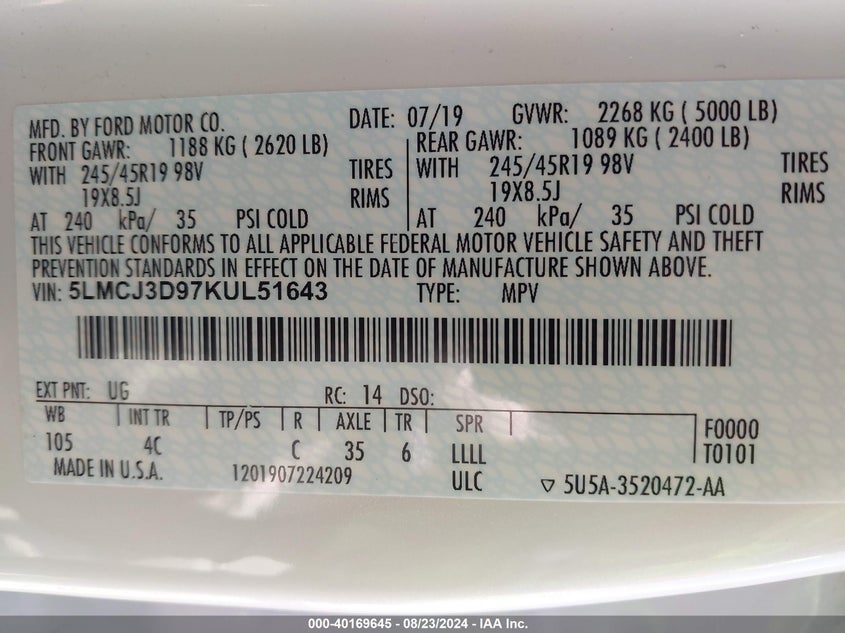 MFD. BY FORD MOTOR CO. DATE: 07/19 GVWR: 2268 KG ( 5000 LB)
FRONT GAWR: 1188 KG ( 2620 LB) REAR GAWR: 1089 KG ( 2400 LB)
WITH 245/45R19 98V TIRES WITH 245/45R19 98V TIRES
19X8.5J RIMS 19X8.5J RIMS
AT 240 kPa/ 35 PSI COLD AT 240 kPa/ 35 PSI COLD
THIS VEHICLE CONFORMS TO ALL APPLICABLE FEDERAL MOTOR VEHICLE SAFETY AND THEFT
PREVENTION STANDARDS IN EFFECT ON THE DATE OF MANUFACTURE SHOWN ABOVE.
VIN: 5LMCJ3D97KUL51643 TYPE: MPV
EXT PNT: UG RC: 14 DSO:
WB INT TR TP/PS R AXLE TR SPR
105 4C C 35 6 LLLL
F0000
T0101
MADE IN U.S.A. 1201907224209 ULC ▽ 5U5A-3520472-AA
000-40169645 - 08/23/2024 - IAA Inc.